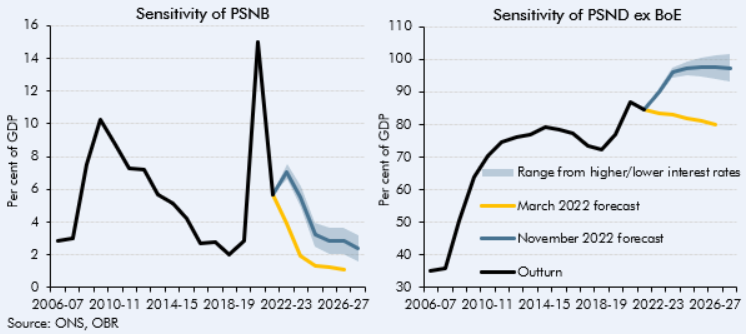 Sensitivity of PSNB
Per cent of GDP
16
14
12
10
8
6
4
2
0
2006-07 2010-11 2014-15 2018-19 2022-23 2026-27
Sensitivity of PSND ex BoE
Per cent of GDP
110
100
90
80
70
60
50
40
30
Range from higher/lower interest rates
March 2022 forecast
November 2022 forecast
Outturn
2006-07 2010-11 2014-15 2018-19 2022-23 2026-27
Source: ONS, OBR